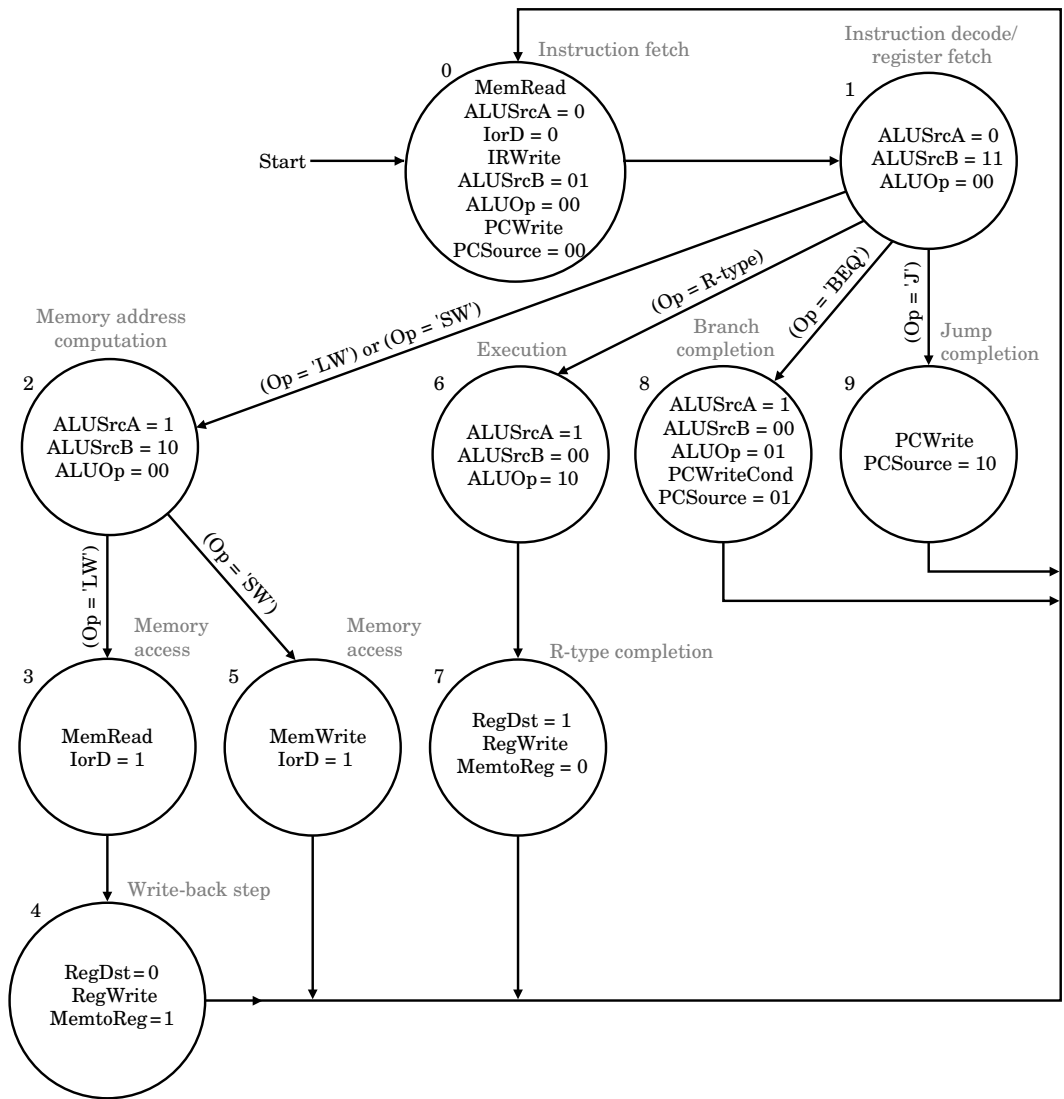 Instruction fetch
0
MemRead
ALUSrcA = 0
IorD = 0
IRWrite
ALUSrcB = 01
ALUOp = 00
PCWrite
PCSource = 00
Start
Instruction decode/
register fetch
1
ALUSrcA = 0
ALUSrcB = 11
ALUOp = 00
(Op = 'LW') or (Op = 'SW')
(Op = R-type)
(Op = 'BEQ')
(Op = 'J')
Memory address
computation
2
ALUSrcA = 1
ALUSrcB = 10
ALUOp = 00
Execution
6
ALUSrcA =1
ALUSrcB = 00
ALUOp= 10
Branch
completion
8
ALUSrcA = 1
ALUSrcB = 00
ALUOp = 01
PCWriteCond
PCSource = 01
Jump
completion
9
PCWrite
PCSource = 10
(Op = 'LW')
(Op = 'SW')
Memory
access
3
MemRead
IorD = 1
Memory
access
5
MemWrite
IorD = 1
R-type completion
7
RegDst = 1
RegWrite
MemtoReg = 0
Write-back step
4
RegDst=0
RegWrite
MemtoReg=1